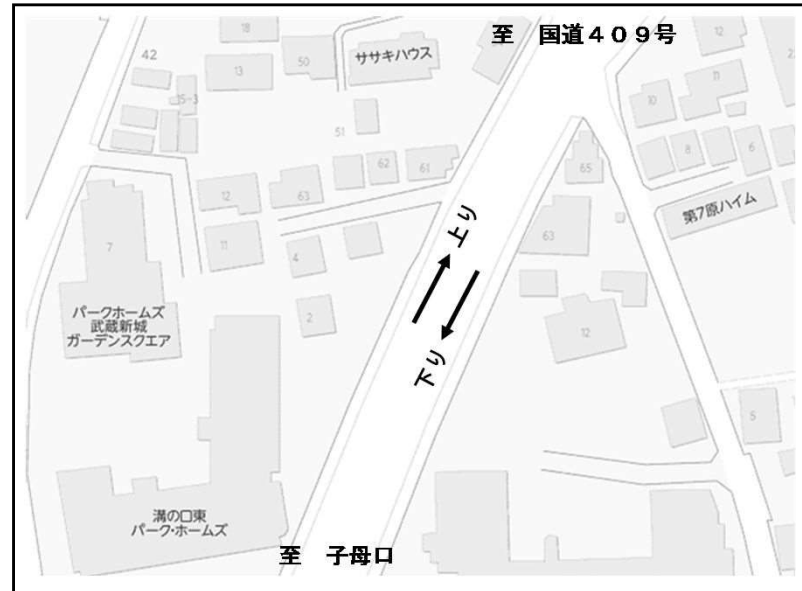 至 国道409号
18
42
13
50
ササキハウス
12
11
10
15-3
51
8
6
62
61
65
12
63
第7原ハイム
上り
11
63
7
4
パークホームズ
武蔵新城
ガーデンスクエア
2
12
下り
5
溝の口東
パーク・ホームズ
至 子母口